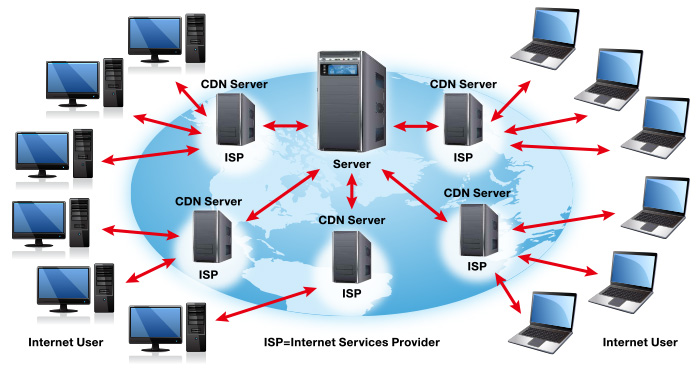 CDN Server
ISP
Server
CDN Server
ISP
CDN Server
ISP
CDN Server
ISP
CDN Server
ISP
Internet User
ISP=Internet Services Provider
Internet User